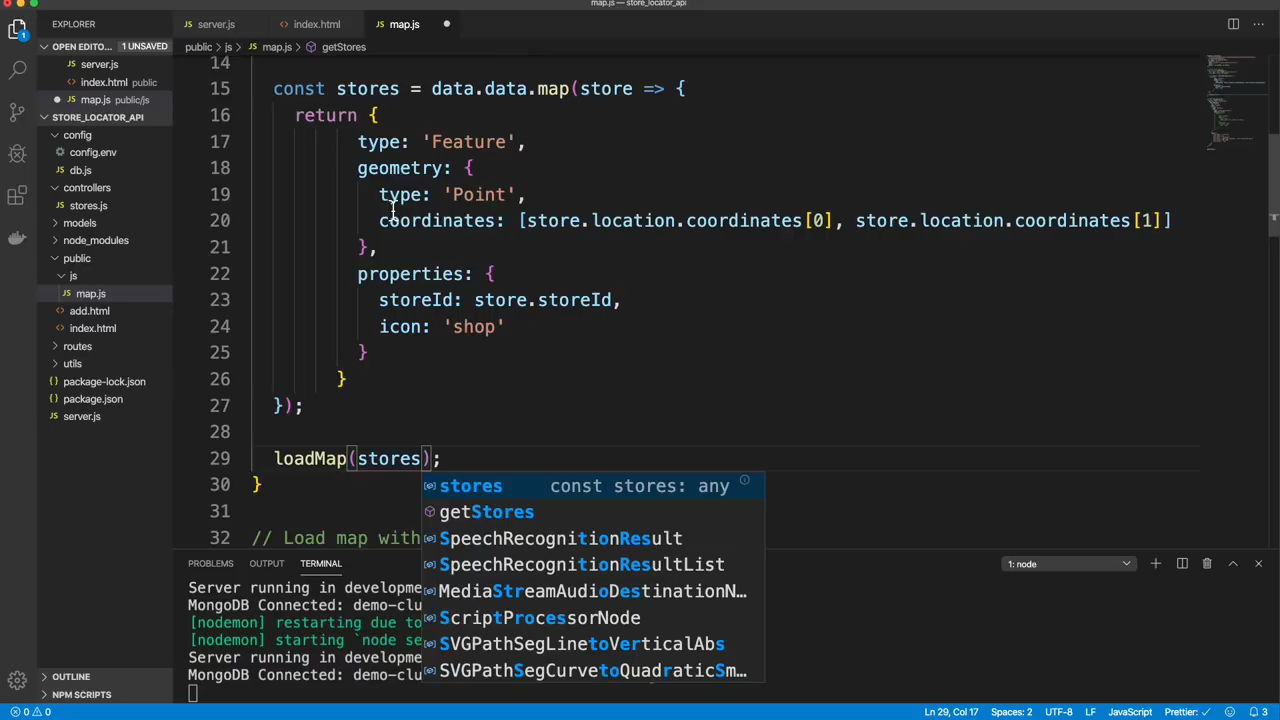 map.js — store_locator_api
EXPLORER
server.js
index.html
map.js
OPEN EDITO... 1 UNSAVED
public > js > map.js > getStores
server.js
index.html public
map.js public/js
STORE_LOCATOR_API
config
config.env
db.js
controllers
stores.js
models
node_modules
public
js
map.js
add.html
index.html
routes
utils
package-lock.json
package.json
server.js
OUTLINE
NPM SCRIPTS
14
15 const stores = data.data.map(store => {
16 return {
17 type: 'Feature',
18 geometry: {
19 type: 'Point',
20 coordinates: [store.location.coordinates[0], store.location.coordinates[1]]
21 },
22 properties: {
23 storeId: store.storeId,
24 icon: 'shop'
25 }
26 }
27 });
28
29 loadMap(stores);
30 }
31
32 // Load map with
stores const stores: any
getStores
SpeechRecognitionResult
SpeechRecognitionResultList
MediaStreamAudioDestinationN...
ScriptProcessorNode
SVGPathSegLinetoVerticalAbs
SVGPathSegCurvetoQuadraticSm...
PROBLEMS OUTPUT TERMINAL
1: node
Server running in developme
MongoDB Connected: demo-clu
[nodemon] restarting due to
[nodemon] starting `node se
Server running in developme
MongoDB Connected: demo-clu
1
0 0
Ln 29, Col 17 Spaces: 2 UTF-8 LF JavaScript Prettier: ✓ 3